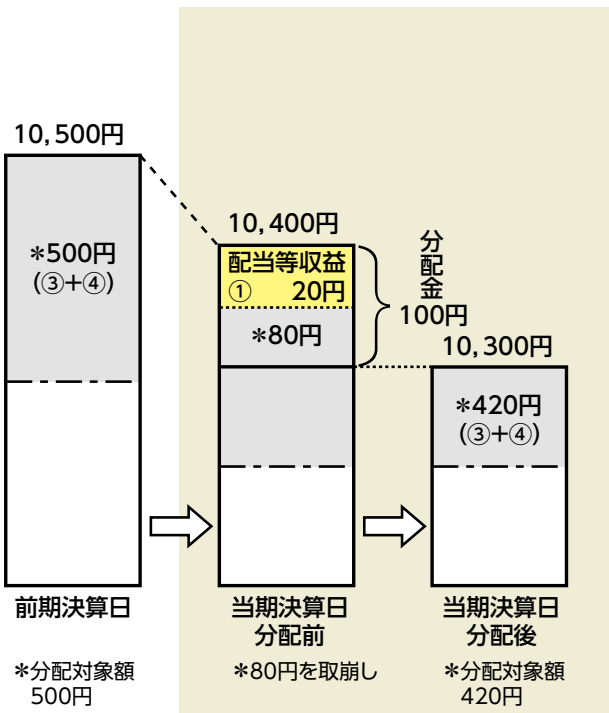 10,500円
*500円
(③+④)
前期決算日
*分配対象額
500円
10,400円
配当等収益
① 20円
*80円
分配金
100円
当期決算日
分配前
*80円を取崩し
10,300円
*420円
(③+④)
当期決算日
分配後
*分配対象額
420円